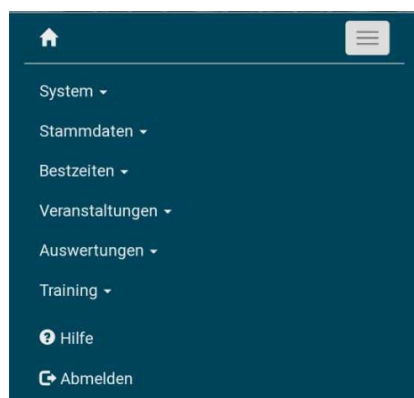 System
Stammdaten
Bestzeiten
Veranstaltungen
Auswertungen
Training
Hilfe
Abmelden